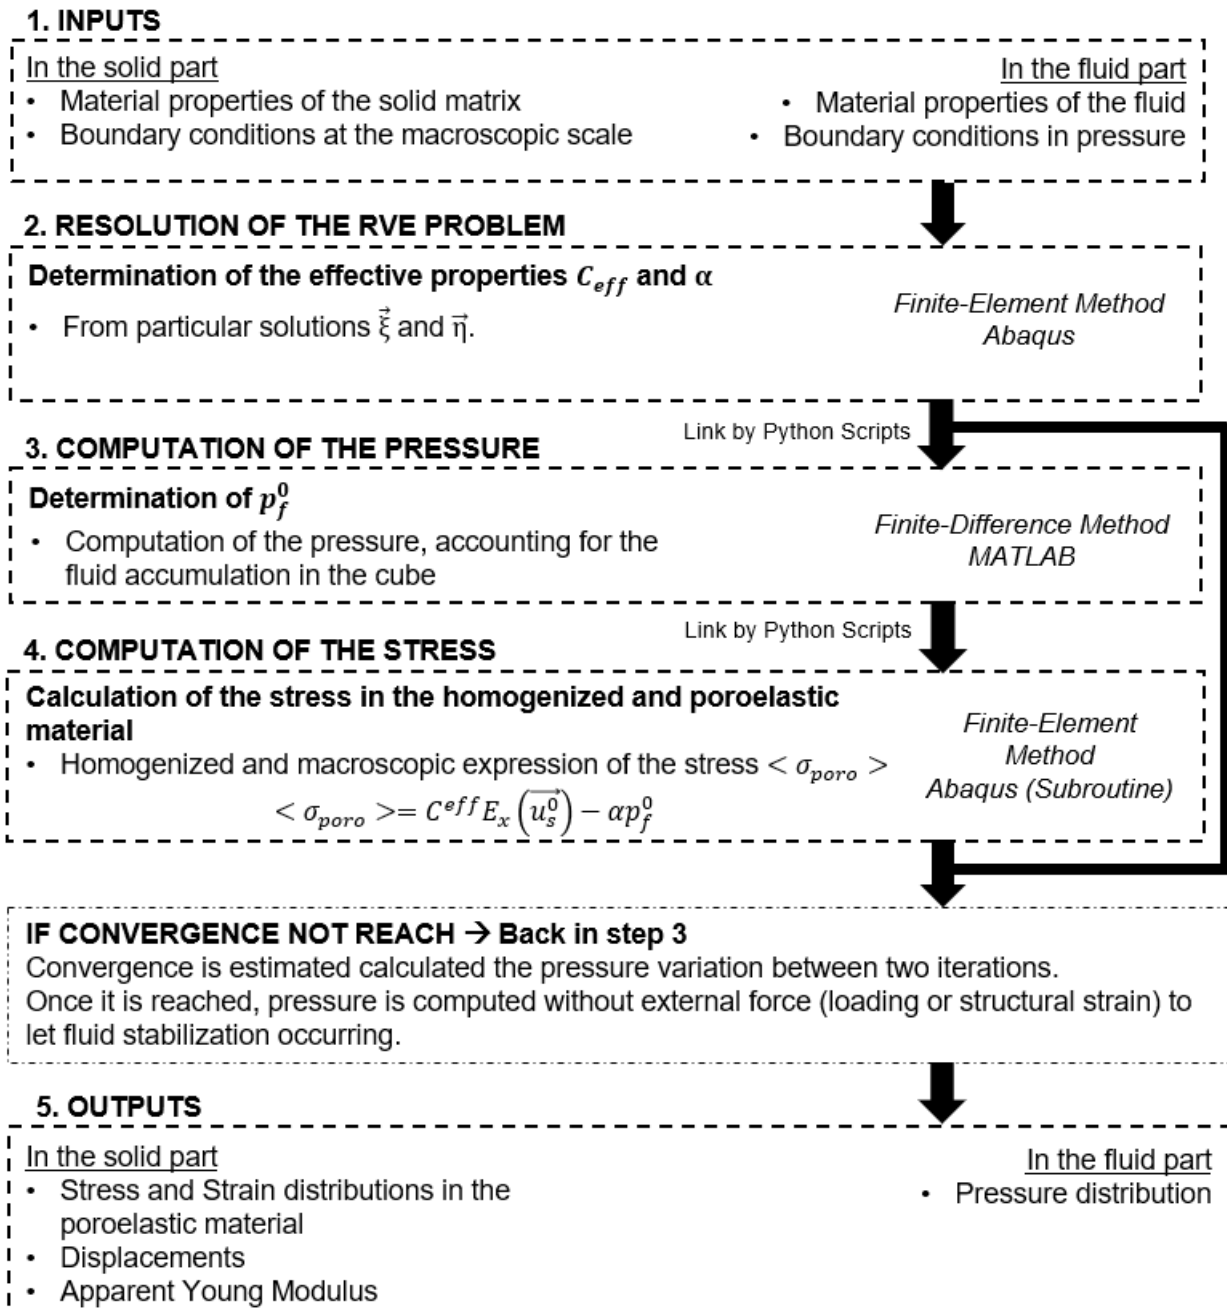 1. INPUTS
In the solid part
• Material properties of the solid matrix
• Boundary conditions at the macroscopic scale
In the fluid part
• Material properties of the fluid
• Boundary conditions in pressure
2. RESOLUTION OF THE RVE PROBLEM
Determination of the effective properties C_eff and α
• From particular solutions ξ⃗ and η⃗.
Finite-Element Method
Abaqus
Link by Python Scripts
3. COMPUTATION OF THE PRESSURE
Determination of p_f^0
• Computation of the pressure, accounting for the
fluid accumulation in the cube
Finite-Difference Method
MATLAB
Link by Python Scripts
4. COMPUTATION OF THE STRESS
Calculation of the stress in the homogenized and poroelastic
material
• Homogenized and macroscopic expression of the stress < σ_poro >
< σ_poro >= C^eff E_x (u_s^0⃗) − αp_f^0
Finite-Element
Method
Abaqus (Subroutine)
IF CONVERGENCE NOT REACH → Back in step 3
Convergence is estimated calculated the pressure variation between two iterations.
Once it is reached, pressure is computed without external force (loading or structural strain) to
let fluid stabilization occurring.
5. OUTPUTS
In the solid part
• Stress and Strain distributions in the
poroelastic material
• Displacements
• Apparent Young Modulus
In the fluid part
• Pressure distribution